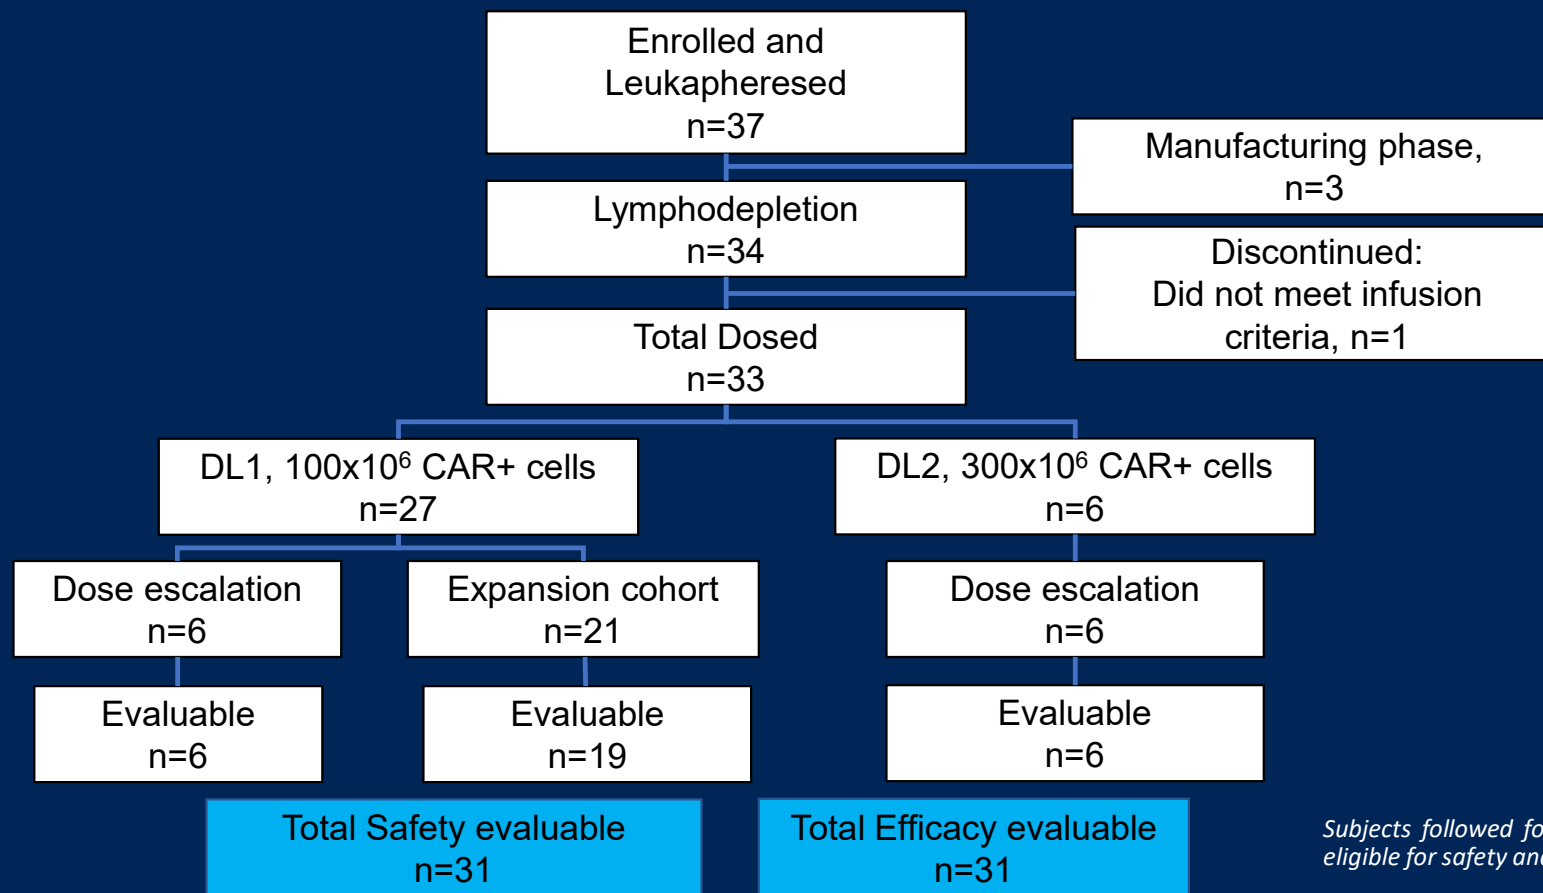 Enrolled and
Leukapheresed
n=37
Manufacturing phase,
n=3
Lymphodepletion
n=34
Discontinued:
Did not meet infusion
criteria, n=1
Total Dosed
n=33
DL1, 100x10⁶ CAR+ cells
n=27
DL2, 300x10⁶ CAR+ cells
n=6
Dose escalation
n=6
Expansion cohort
n=21
Dose escalation
n=6
Evaluable
n=6
Evaluable
n=19
Evaluable
n=6
Total Safety evaluable
n=31
Total Efficacy evaluable
n=31
Subjects followed fo
eligible for safety an